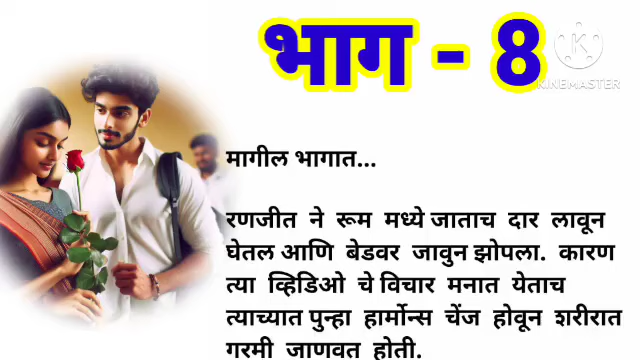 भाग - 8
KINEMASTER
मागील भागात...
रणजीत ने रूम मध्ये जाताच दार लावून
घेतल आणि बेडवर जावुन झोपला. कारण
त्या व्हिडिओ चे विचार मनात येताच
त्याच्यात पुन्हा हार्मोन्स चेंज होवून शरीरात
गरमी जाणवत होती.